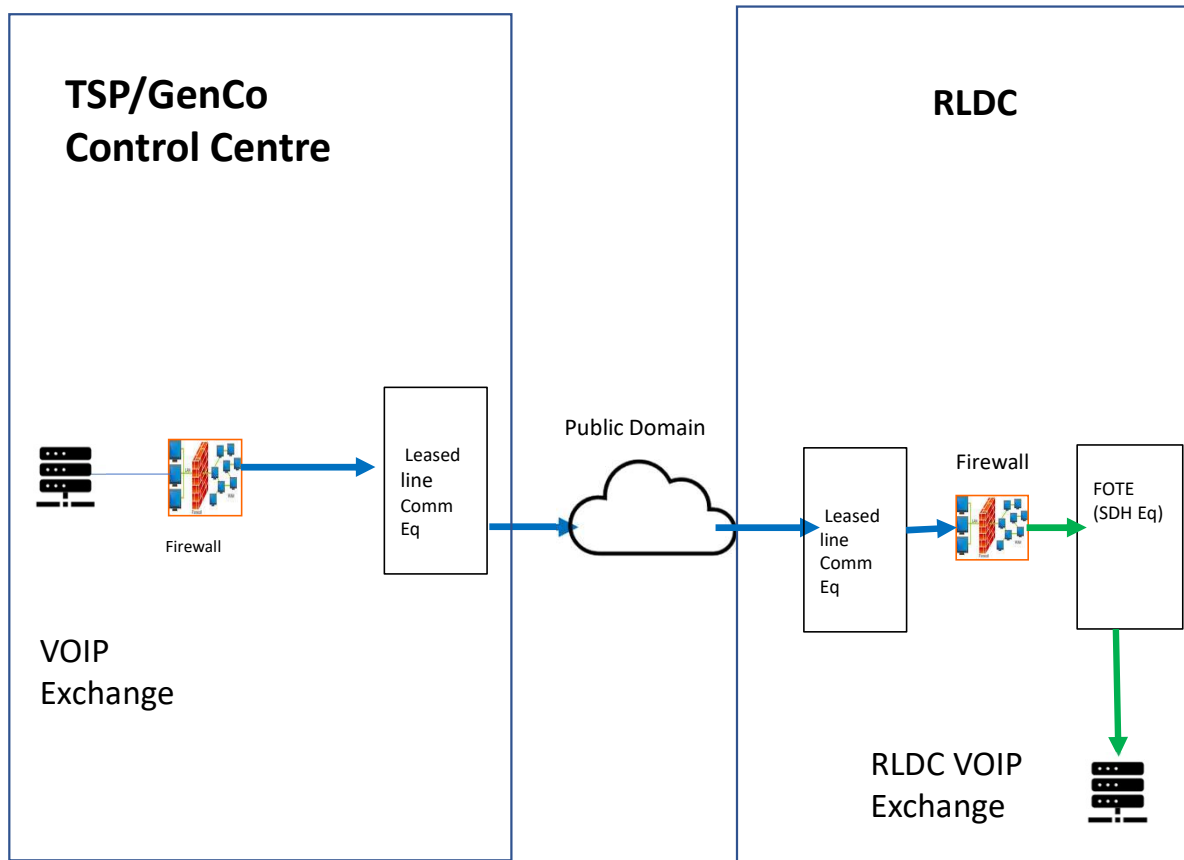 TSP/GenCo
Control Centre
RLDC
Public Domain
Leased
line
Comm
Eq
Firewall
VOIP
Exchange
Leased
line
Comm
Eq
Firewall
FOTE
(SDH Eq)
RLDC VOIP
Exchange